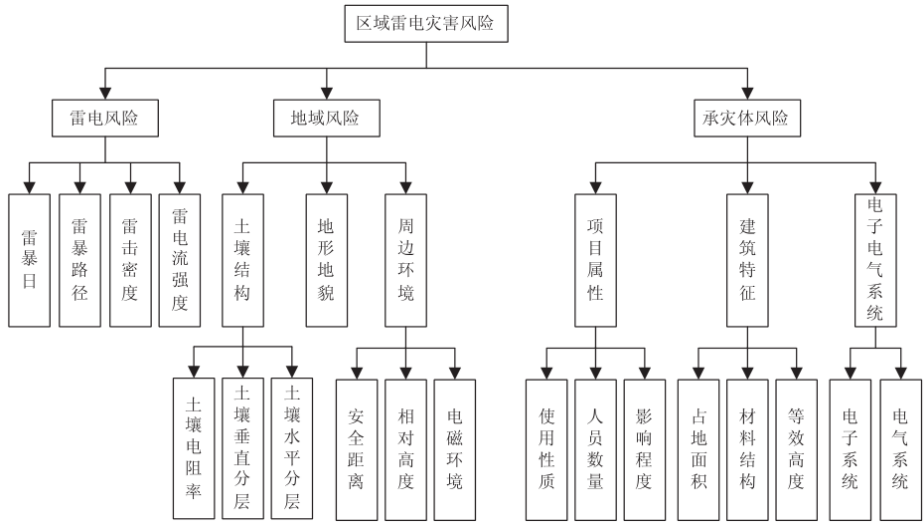 区域雷电灾害风险
雷电风险
地域风险
承灾体风险
雷暴日
雷暴路径
雷击密度
雷电流强度
土壤结构
地形地貌
周边环境
项目属性
建筑特征
电子电气系统
土壤电阻率
土壤垂直分层
土壤水平分层
安全距离
相对高度
电磁环境
使用性质
人员数量
影响程度
占地面积
材料结构
等效高度
电子系统
电气系统